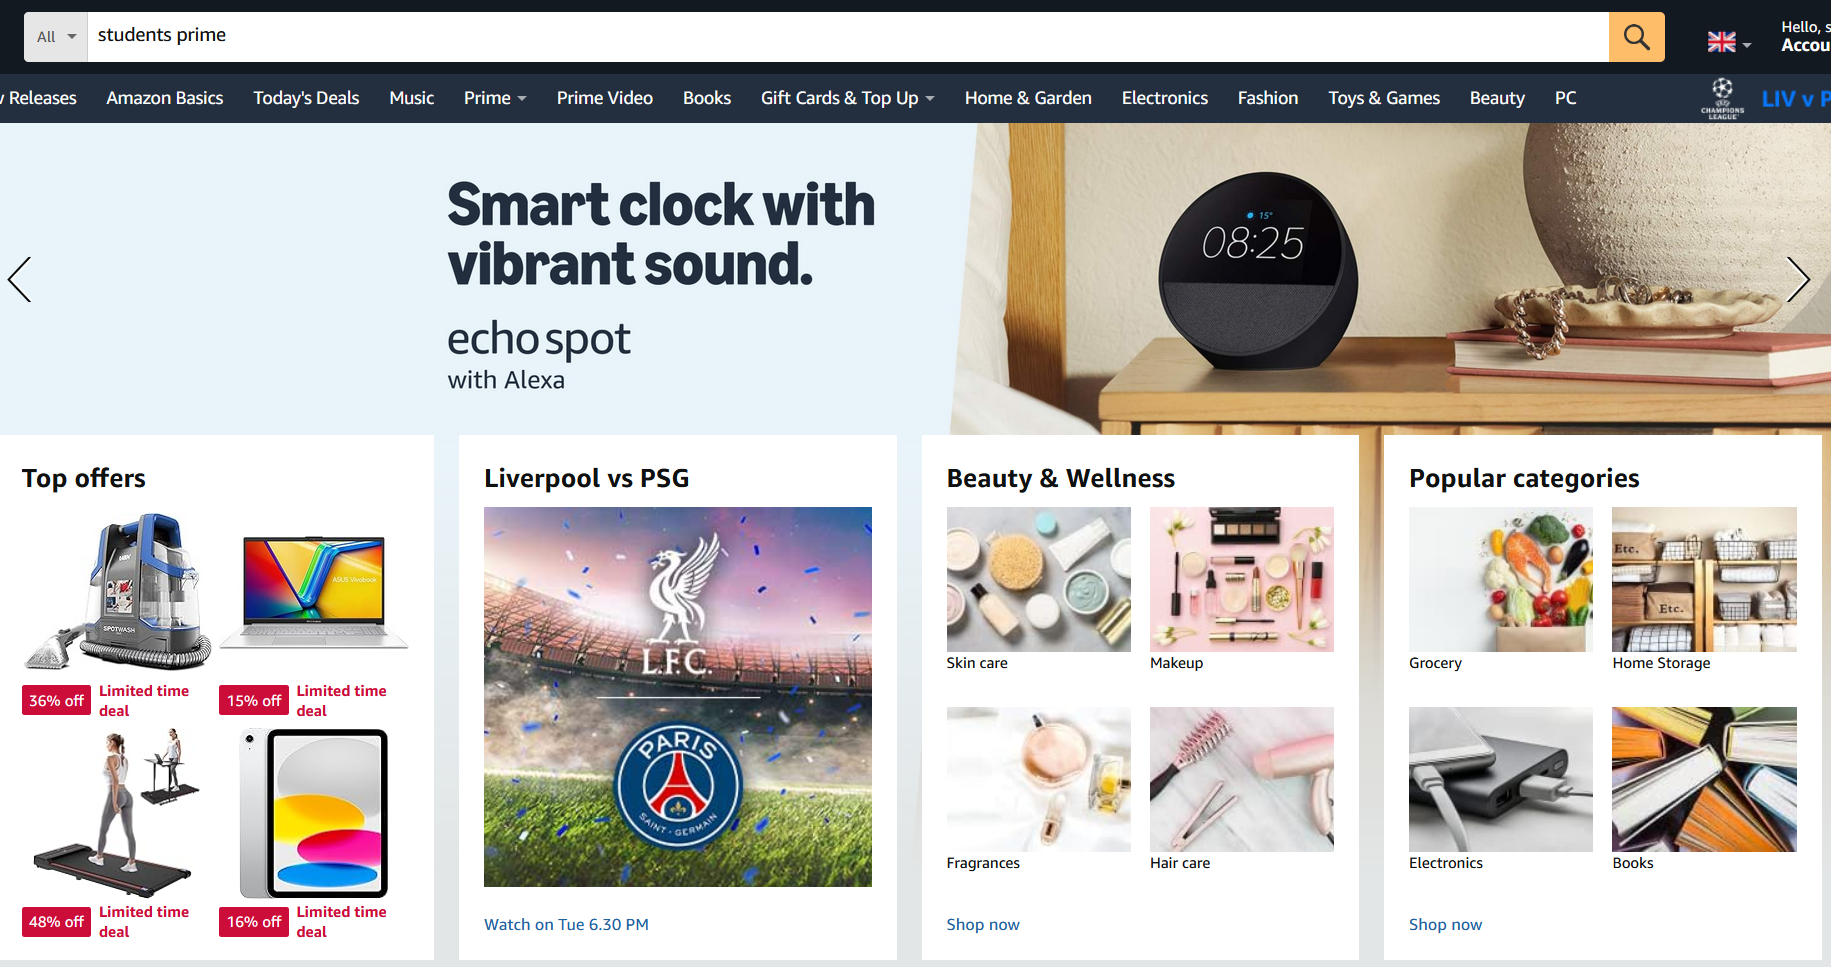 All
students prime
Hello, s
Accou
Releases Amazon Basics Today's Deals Music Prime Prime Video Books Gift Cards & Top Up Home & Garden Electronics Fashion Toys & Games Beauty PC
CHAMPIONS
LEAGUE
LIV v P
Smart clock with
vibrant sound.
echo spot
with Alexa
15°
08:25
Top offers
SPOTWASH
ASUS Vivobook
36% off
Limited time
deal
15% off
Limited time
deal
48% off
Limited time
deal
16% off
Limited time
deal
Liverpool vs PSG
L.F.C.
PARIS
SAINT-GERMAIN
Watch on Tue 6.30 PM
Beauty & Wellness
Skin care
Makeup
Fragrances
Hair care
Shop now
Popular categories
Etc.
Etc.
Grocery
Home Storage
Electronics
Books
Shop now